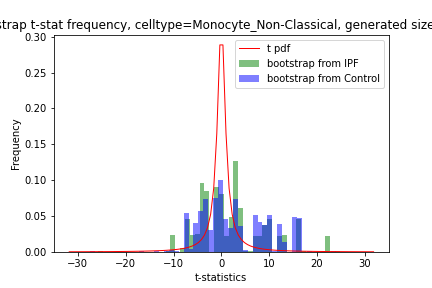 strap t-stat frequency, celltype=Monocyte_Non-Classical, generated size
t pdf
bootstrap from IPF
bootstrap from Control
Frequency
0.30
0.25
0.20
0.15
0.10
0.05
0.00
−30 −20 −10 0 10 20 30
t-statistics